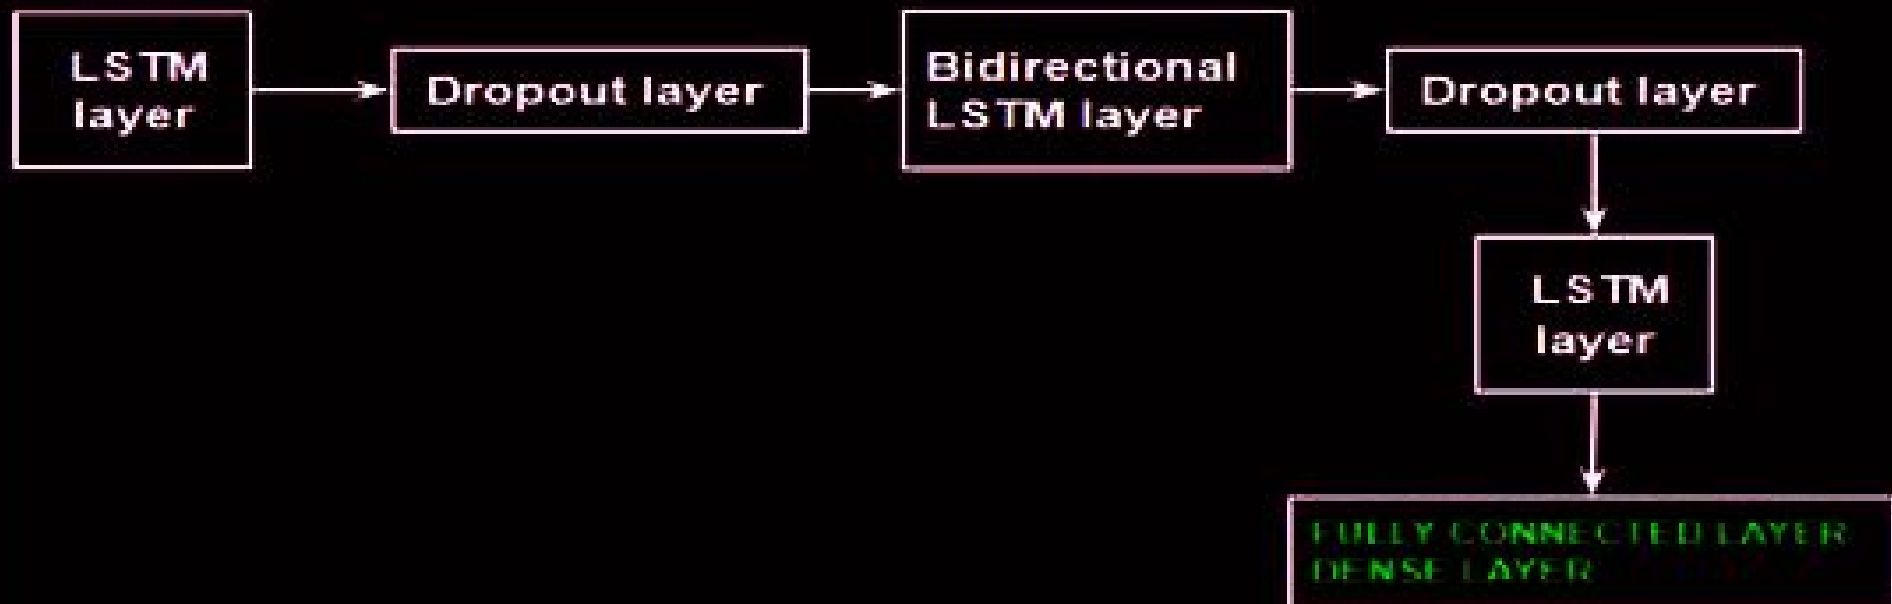 LSTM
layer
Dropout layer
Bidirectional
LSTM layer
Dropout layer
LSTM
layer
FULLY CONNECTED LAYER
DENSE LAYER